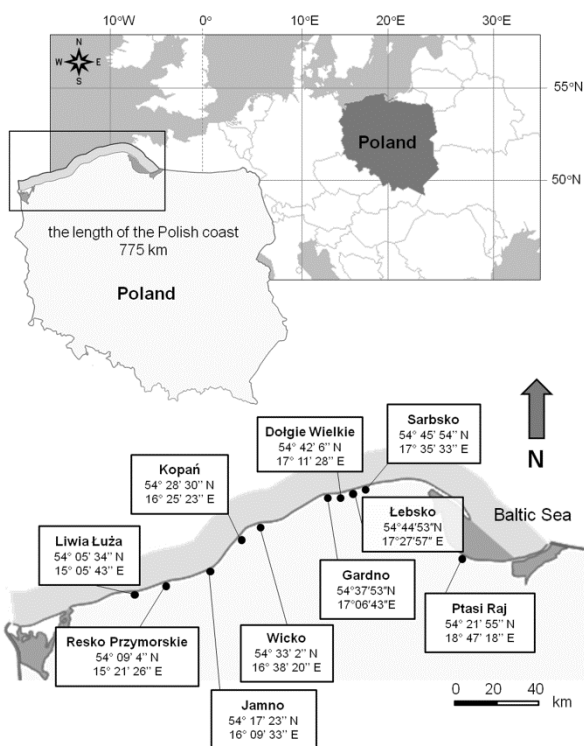 10°W
0°
10°E
20°E
30°E
N
W
E
S
55°N
Poland
50°N
the length of the Polish coast
775 km
Poland
Sarbsko
54° 45' 54'' N
17° 35' 33'' E
Dołgie Wielkie
54° 42' 6'' N
17° 11' 28'' E
N
Kopań
54° 28' 30'' N
16° 25' 23'' E
Baltic Sea
Łebsko
54°44'53"N
17°27'57" E
Liwia Łuża
54° 05' 34'' N
15° 05' 43'' E
Gardno
54°37'53"N
17°06'43"E
Ptasi Raj
54° 21' 55'' N
18° 47' 18'' E
Resko Przymorskie
54° 09' 4'' N
15° 21' 26'' E
Wicko
54° 33' 2'' N
16° 38' 20'' E
Jamno
54° 17' 23'' N
16° 09' 33'' E
0 20 40
km